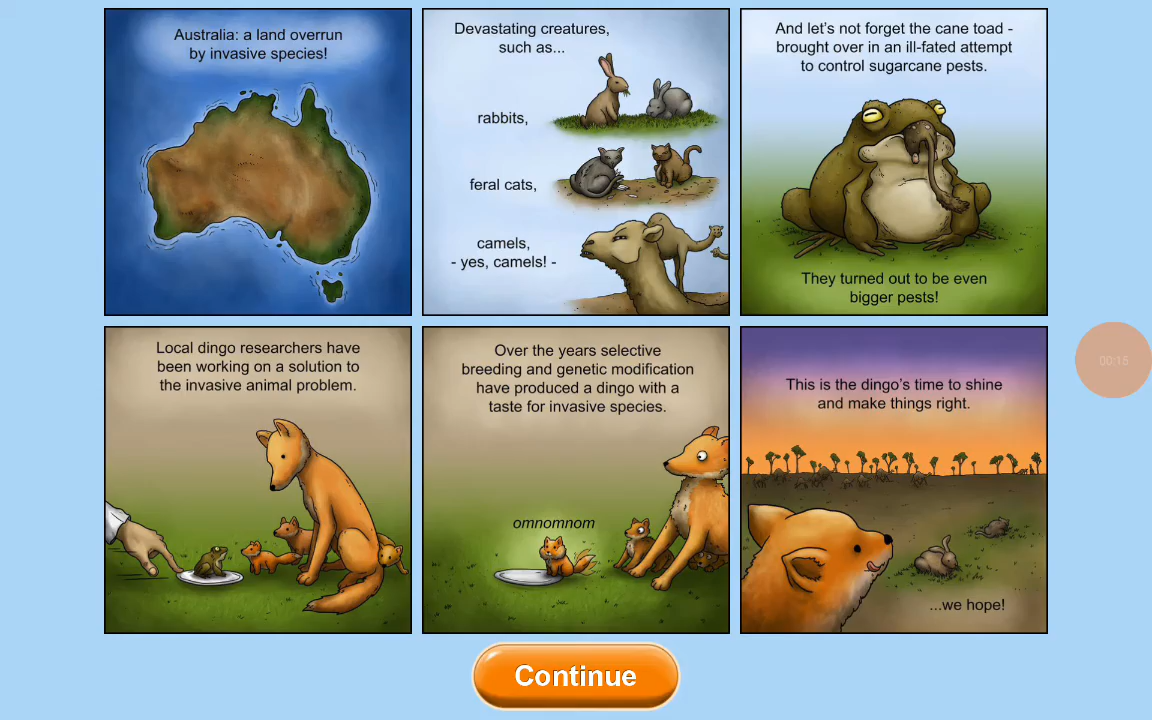 Australia: a land overrun
by invasive species!
Devastating creatures,
such as...
rabbits,
feral cats,
camels,
- yes, camels! -
And let's not forget the cane toad -
brought over in an ill-fated attempt
to control sugarcane pests.
They turned out to be even
bigger pests!
Local dingo researchers have
been working on a solution to
the invasive animal problem.
Over the years selective
breeding and genetic modification
have produced a dingo with a
taste for invasive species.
omnomnom
This is the dingo's time to shine
and make things right.
...we hope!
00:15
Continue